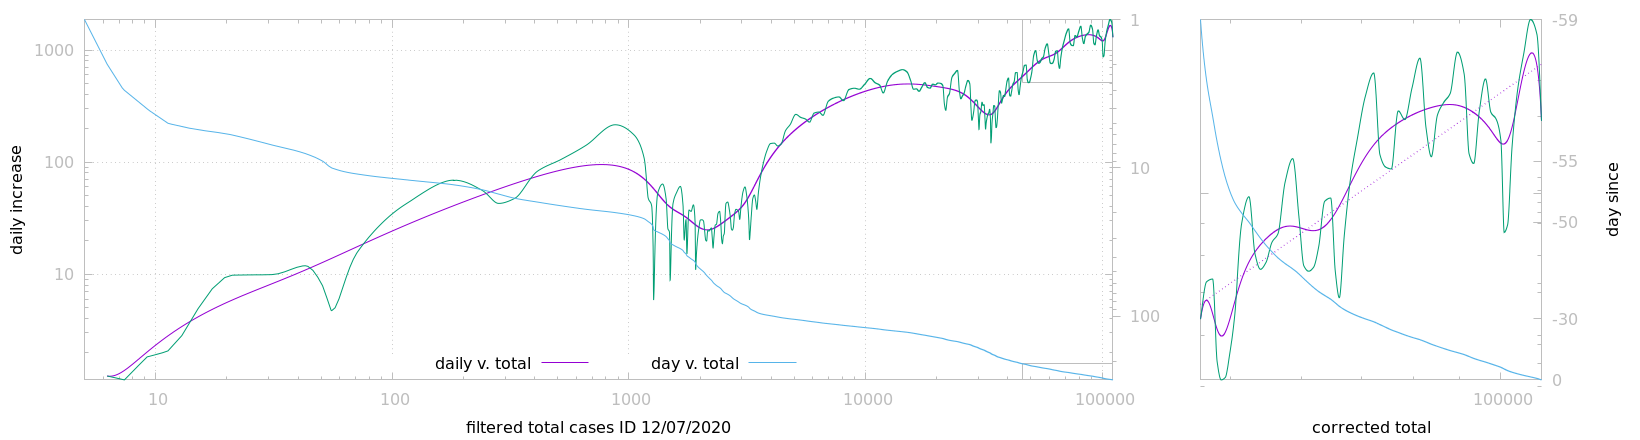 daily increase
1000
100
10
10
100
1000
10000
100000
1
10
100
daily v. total
day v. total
filtered total cases ID 12/07/2020
-59
-55
-50
-30
0
day since
100000
corrected total